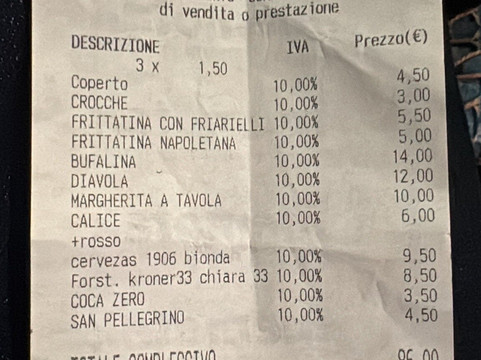 di vendita o prestazione
DESCRIZIONE IVA Prezzo(€)
3 x 1,50
Coperto 10,00% 4,50
CROCCHE 10,00% 3,00
FRITTATINA CON FRIARIELLI 10,00% 5,50
FRITTATINA NAPOLETANA 10,00% 5,00
BUFALINA 10,00% 14,00
DIAVOLA 10,00% 12,00
MARGHERITA A TAVOLA 10,00% 10,00
CALICE 10,00% 6,00
+rosso
cervezas 1906 bionda 10,00% 9,50
Forst. kroner33 chiara 33 10,00% 8,50
COCA ZERO 10,00% 3,50
SAN PELLEGRINO 10,00% 4,50